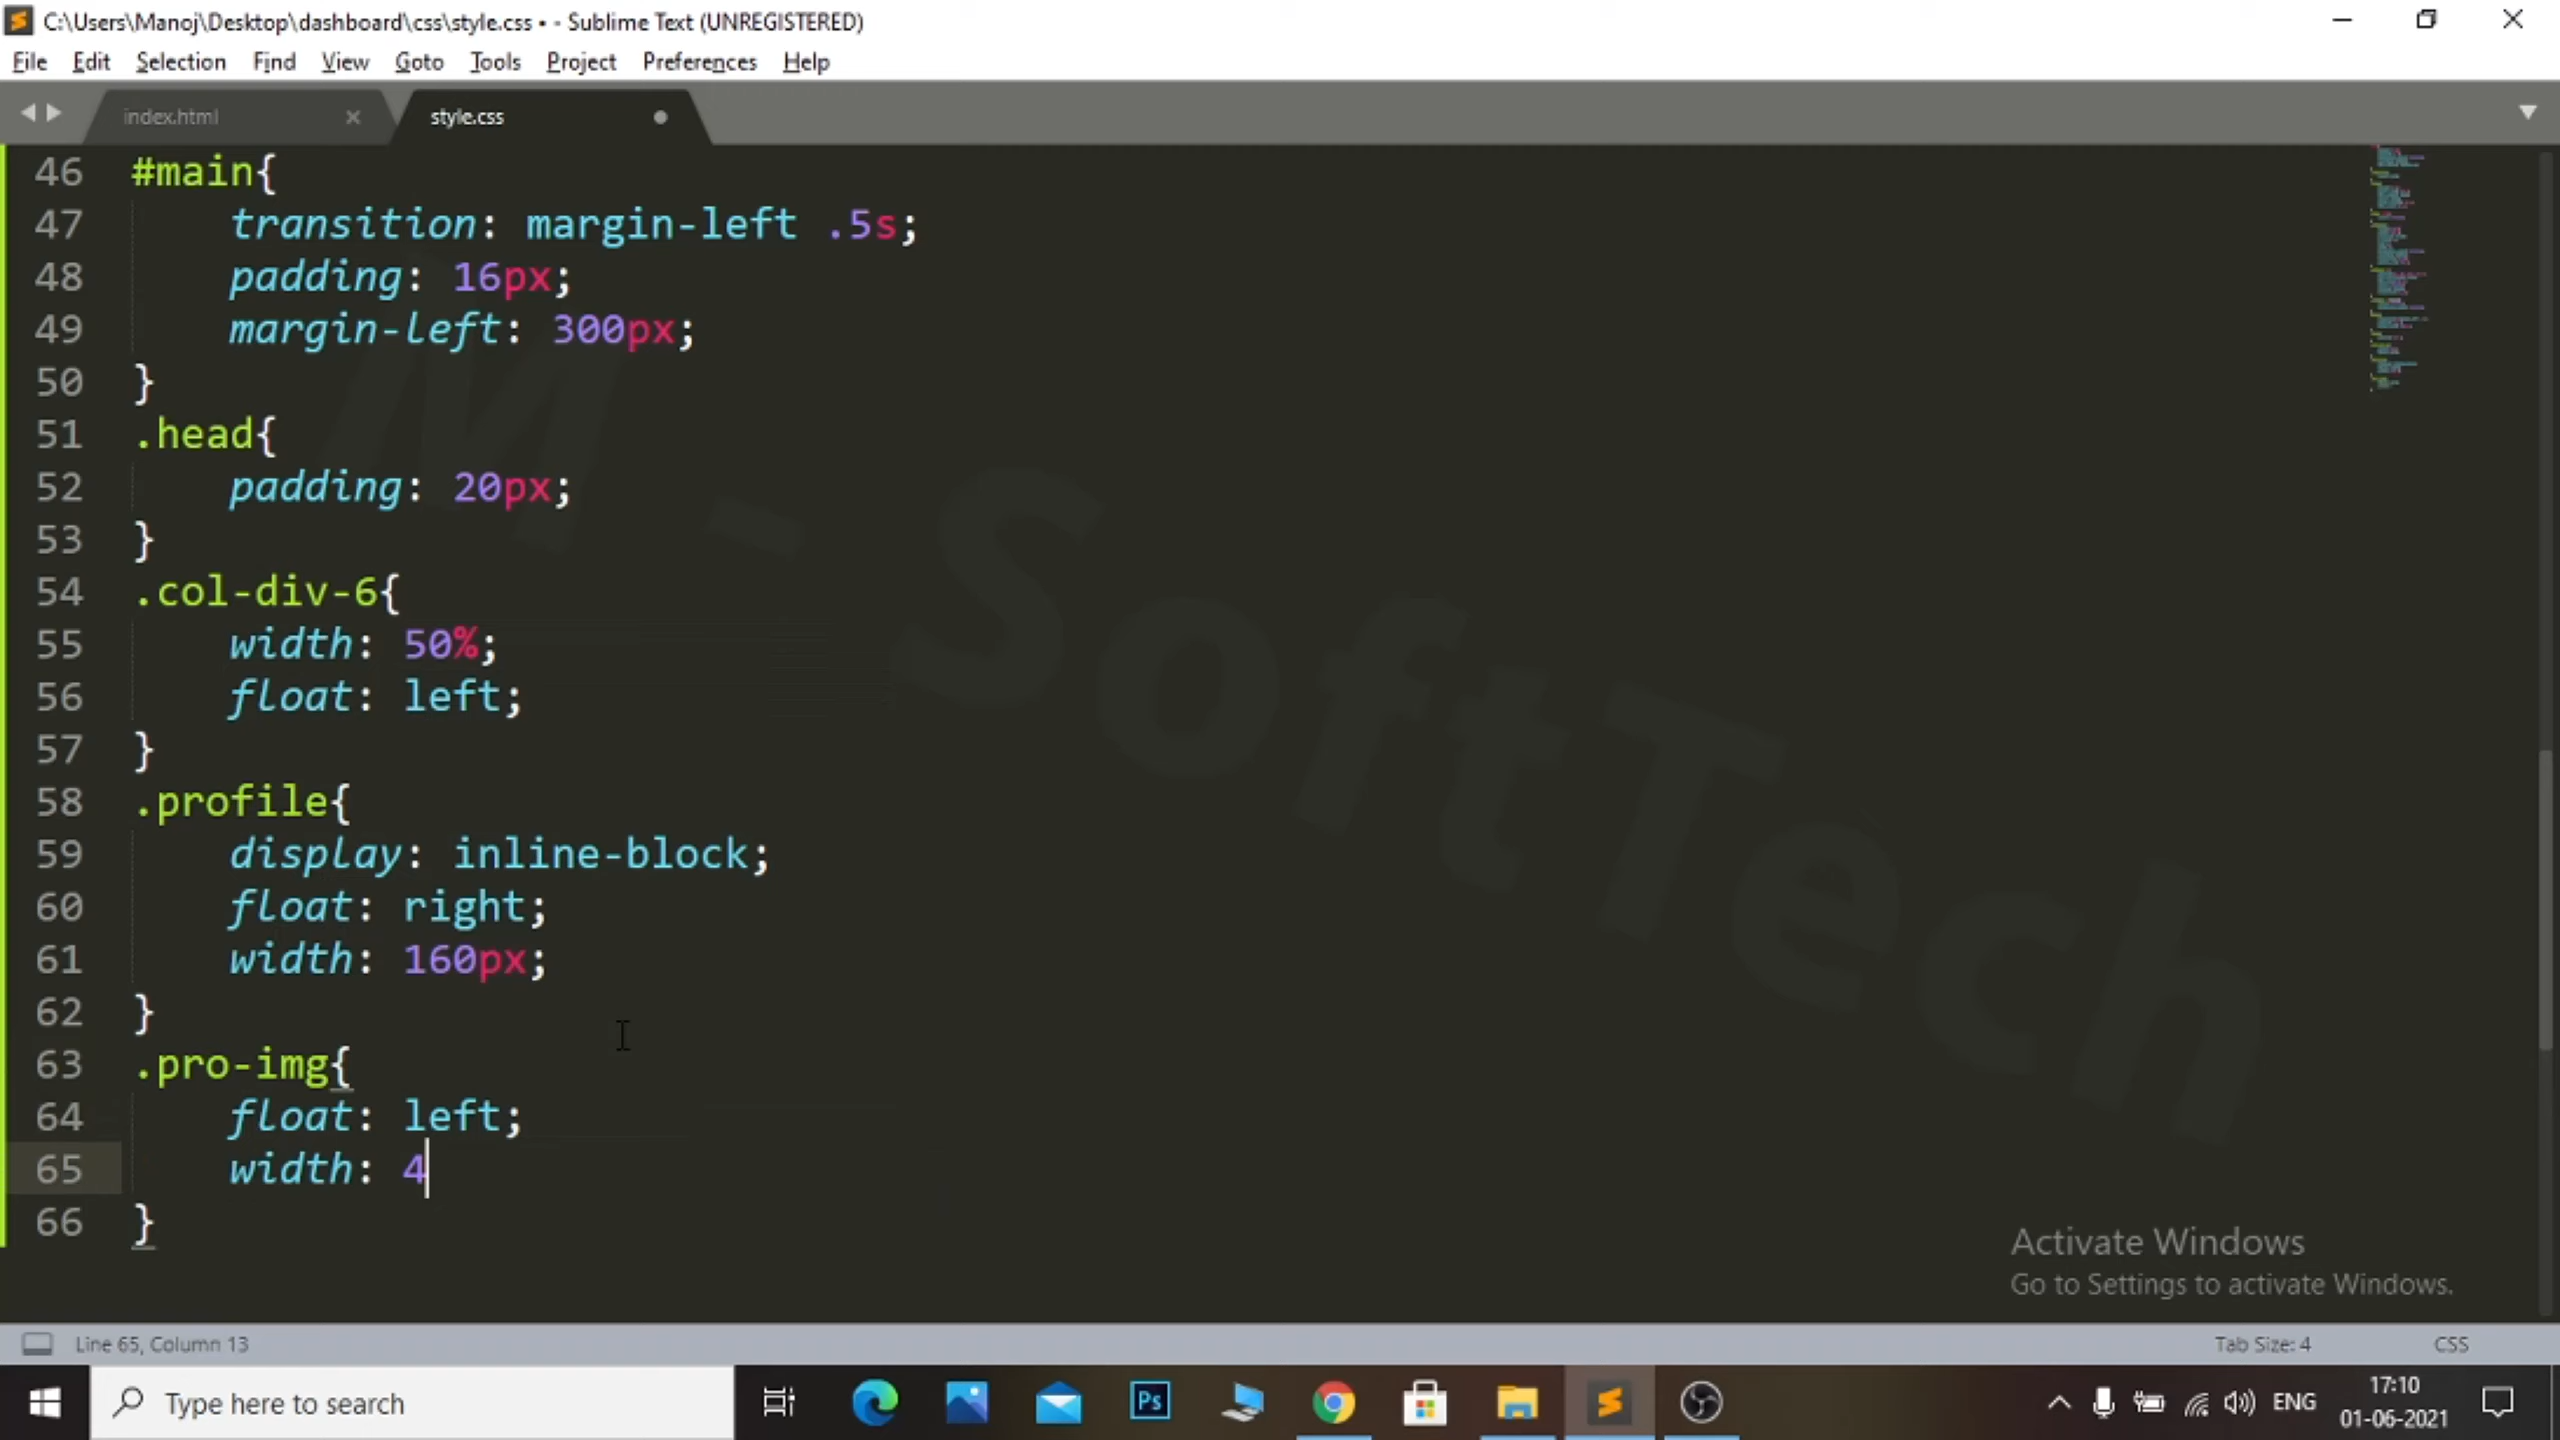 C:\Users\Manoj\Desktop\dashboard\css\style.css • - Sublime Text (UNREGISTERED)
File Edit Selection Find View Goto Tools Project Preferences Help
index.html
style.css
46 #main{
47 transition: margin-left .5s;
48 padding: 16px;
49 margin-left: 300px;
50 }
51 .head{
52 padding: 20px;
53 }
54 .col-div-6{
55 width: 50%;
56 float: left;
57 }
58 .profile{
59 display: inline-block;
60 float: right;
61 width: 160px;
62 }
63 .pro-img{
64 float: left;
65 width: 4
66 }
M - SoftTech
Activate Windows
Go to Settings to activate Windows.
Line 65, Column 13
Tab Size: 4
CSS
Type here to search
Ps
ENG
17:10
01-06-2021